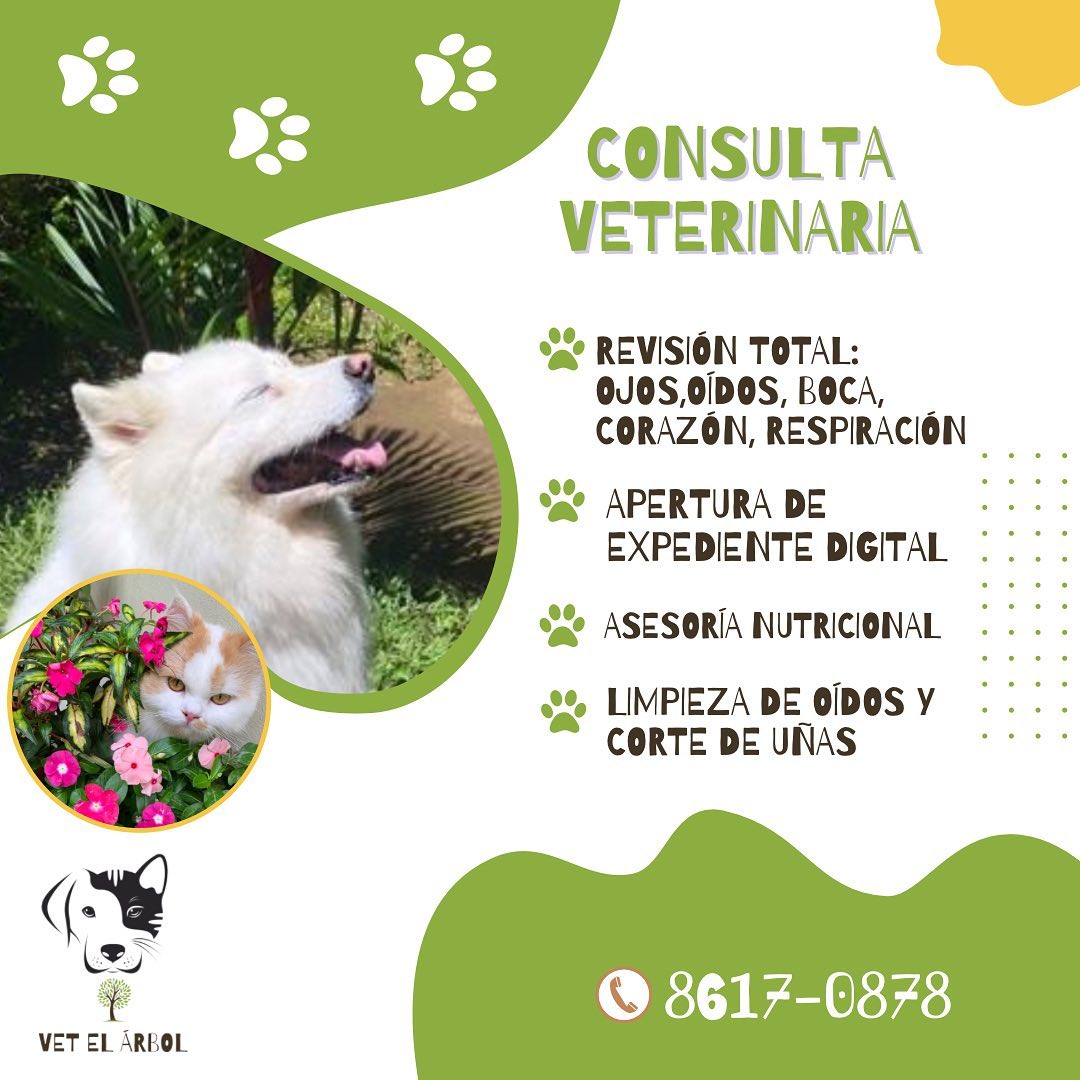 CONSULTA
VETERINARIA
REVISIÓN TOTAL:
OJOS,OÍDOS, BOCA,
CORAZÓN, RESPIRACIÓN
APERTURA DE
EXPEDIENTE DIGITAL
ASESORÍA NUTRICIONAL
LIMPIEZA DE OÍDOS Y
CORTE DE UÑAS
8617-0878
VET EL ÁRBOL